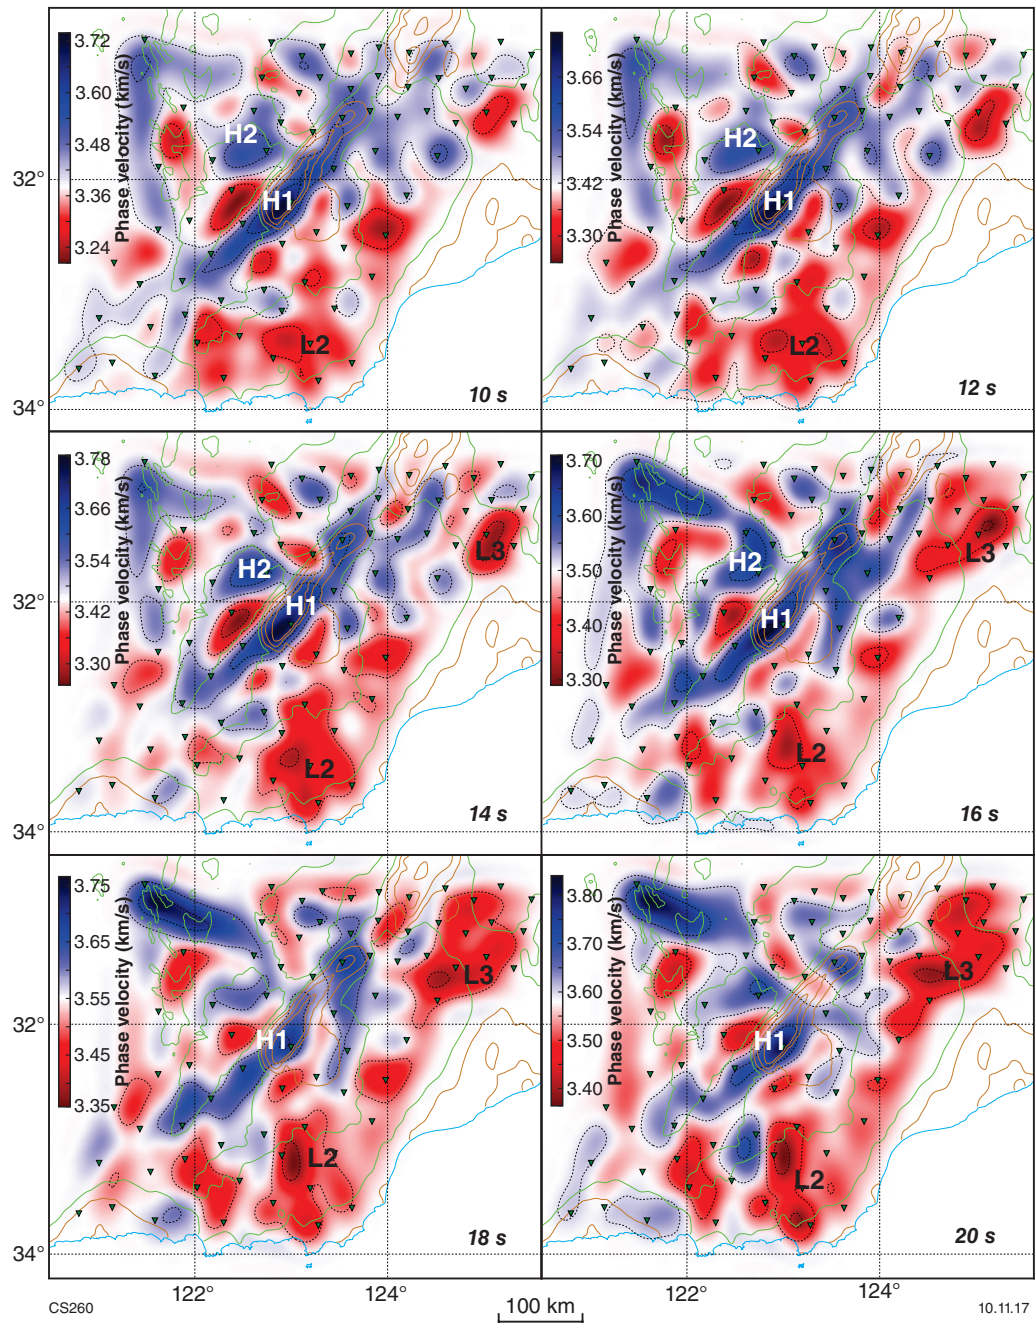 3.72
3.60
3.48
3.36
3.24
Phase velocity (km/s)
H2
H1
L2
10 s
3.66
3.54
3.42
3.30
Phase velocity (km/s)
H2
H1
L2
12 s
32°
34°
3.78
3.66
3.54
3.42
3.30
Phase velocity (km/s)
H2
H1
L3
L2
14 s
3.70
3.60
3.50
3.40
3.30
Phase velocity (km/s)
H2
H1
L3
L2
16 s
32°
34°
3.75
3.65
3.55
3.45
3.35
Phase velocity (km/s)
H1
L3
L2
18 s
3.80
3.70
3.60
3.50
3.40
Phase velocity (km/s)
H1
L3
L2
20 s
32°
34°
122° 124° 122° 124°
CS260 100 km 10.11.17